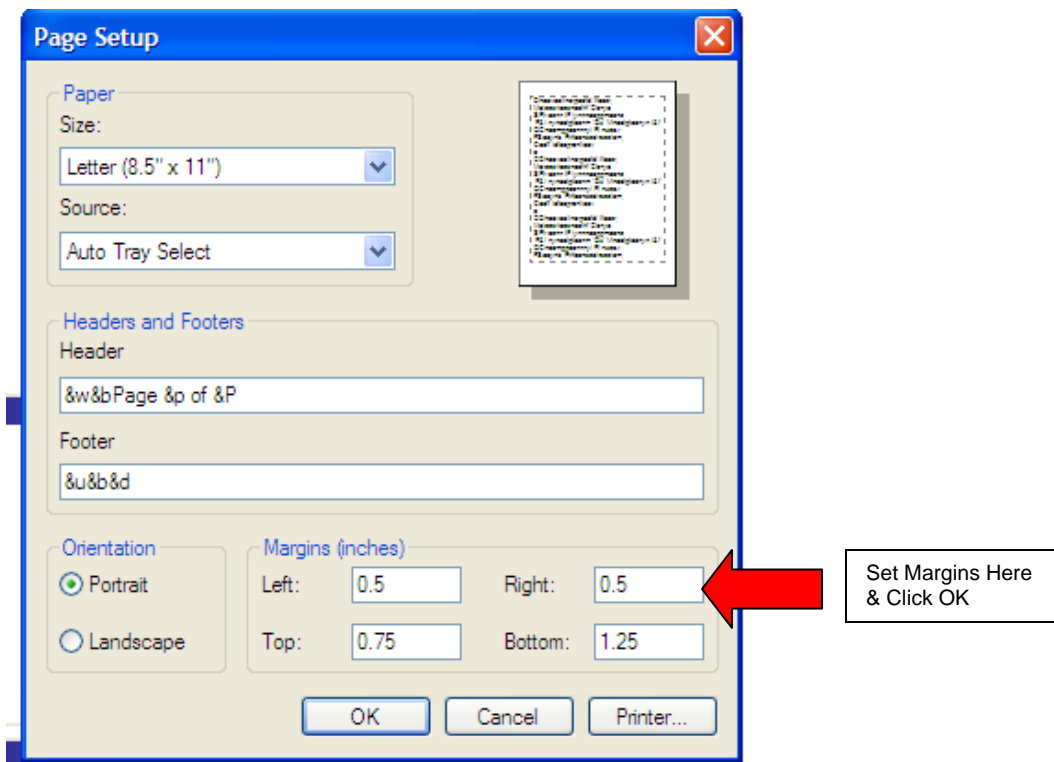 Page Setup
Paper
Size:
Letter (8.5" x 11")
Source:
Auto Tray Select
Headers and Footers
Header
&w&bPage &p of &P
Footer
&u&b&d
Orientation
Portrait
Landscape
Margins (inches)
Left: 0.5 Right: 0.5
Top: 0.75 Bottom: 1.25
OK Cancel Printer...
Set Margins Here
& Click OK